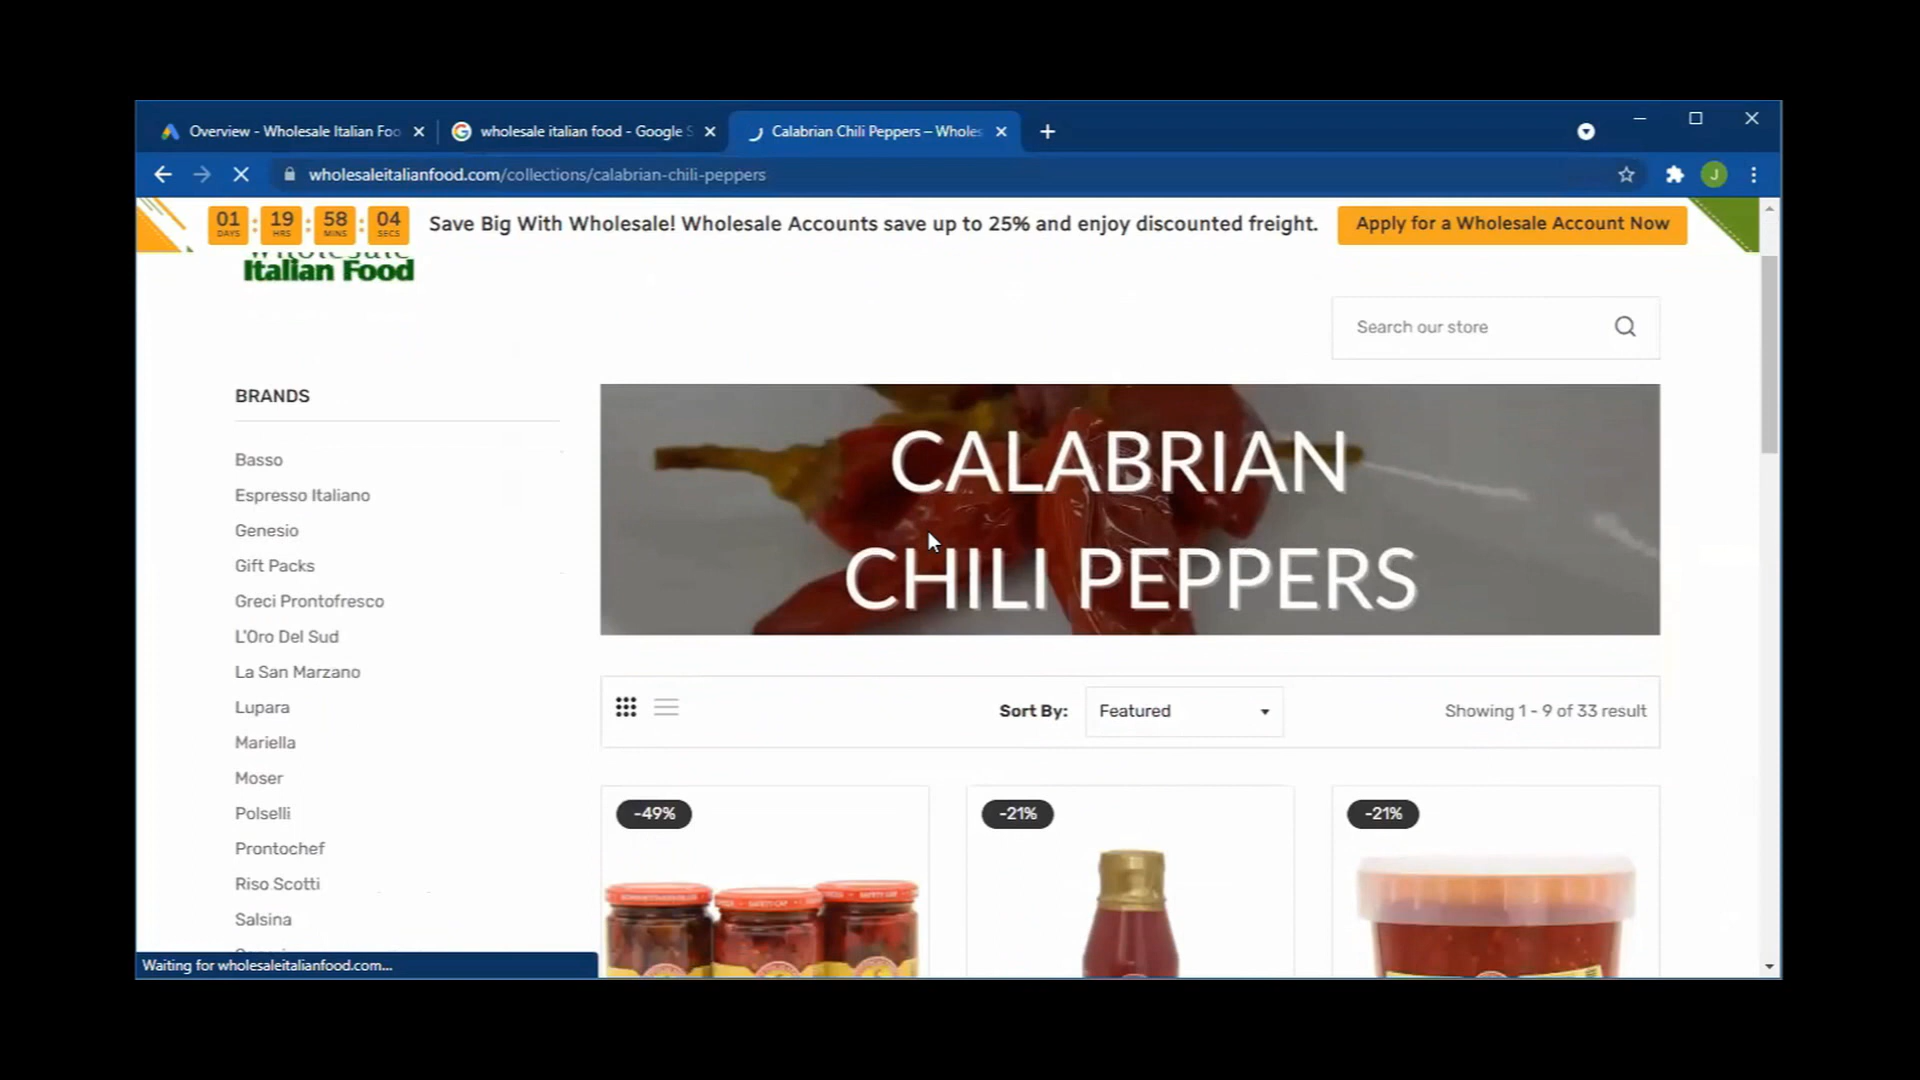 Overview - Wholesale Italian Foo
wholesale italian food - Google S
Calabrian Chili Peppers – Wholes
wholesaleitalianfood.com/collections/calabrian-chili-peppers
J
01 : 19 : 58 : 04
DAYS HRS MINS SECS
Save Big With Wholesale! Wholesale Accounts save up to 25% and enjoy discounted freight.
Apply for a Wholesale Account Now
Wholesale
Italian Food
Search our store
BRANDS
Basso
Espresso Italiano
Genesio
Gift Packs
Greci Prontofresco
L'Oro Del Sud
La San Marzano
Lupara
Mariella
Moser
Polselli
Prontochef
Riso Scotti
Salsina
CALABRIAN
CHILI PEPPERS
Sort By: Featured
Showing 1 - 9 of 33 result
-49%
-21%
-21%
Waiting for wholesaleitalianfood.com...